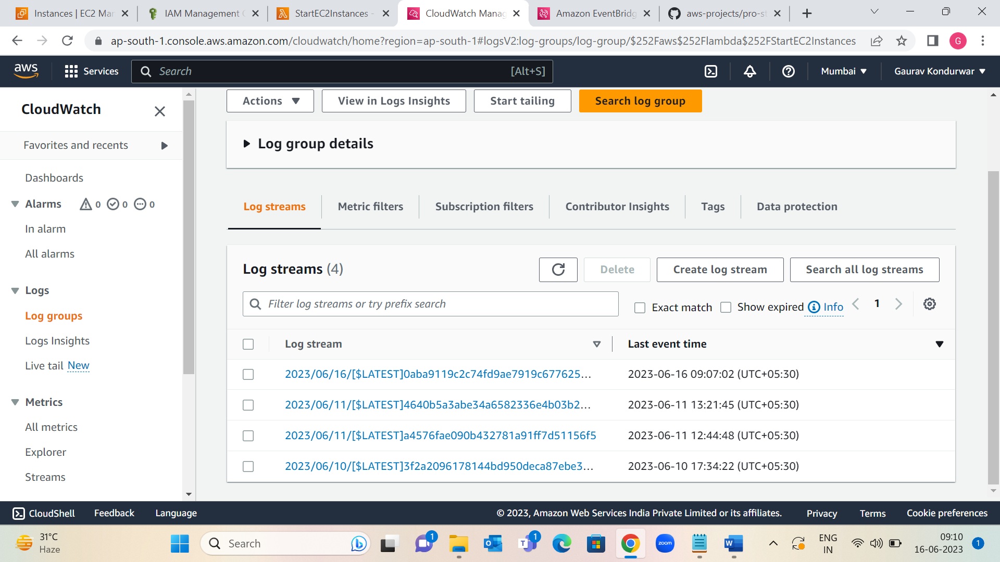 Instances | EC2 Mar
IAM Management C
StartEC2Instances -
CloudWatch Manag
Amazon EventBridg
aws-projects/pro-st
ap-south-1.console.aws.amazon.com/cloudwatch/home?region=ap-south-1#logsV2:log-groups/log-group/$252Faws$252Flambda$252FStartEC2Instances
G
aws
Services
Search
[Alt+S]
Mumbai
Gaurav Kondurwar
CloudWatch
Favorites and recents
Dashboards
Alarms 0 0 0
In alarm
All alarms
Logs
Log groups
Logs Insights
Live tail New
Metrics
All metrics
Explorer
Streams
Actions
View in Logs Insights
Start tailing
Search log group
Log group details
Log streams
Metric filters
Subscription filters
Contributor Insights
Tags
Data protection
Log streams (4)
Delete
Create log stream
Search all log streams
Filter log streams or try prefix search
Exact match
Show expired
Info
1
Log stream
Last event time
2023/06/16/[$LATEST]0aba9119c2c74fd9ae7919c677625... 2023-06-16 09:07:02 (UTC+05:30)
2023/06/11/[$LATEST]4640b5a3abe34a6582336e4b03b2... 2023-06-11 13:21:45 (UTC+05:30)
2023/06/11/[$LATEST]a4576fae090b432781a91ff7d51156f5 2023-06-11 12:44:48 (UTC+05:30)
2023/06/10/[$LATEST]3f2a2096178144bd950deca87ebe3... 2023-06-10 17:34:22 (UTC+05:30)
CloudShell
Feedback
Language
© 2023, Amazon Web Services India Private Limited or its affiliates.
Privacy
Terms
Cookie preferences
31°C
Haze
Search
1
1
zoom
ENG
IN
09:10
16-06-2023
1